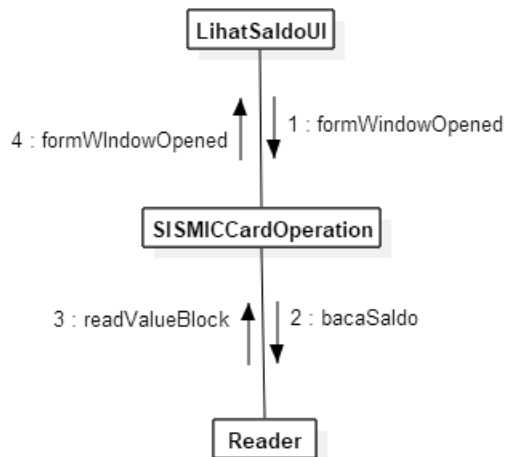 LihatSaldoUI
1 : formWindowOpened
4 : formWIndowOpened
SISMICCardOperation
3 : readValueBlock
2 : bacaSaldo
Reader